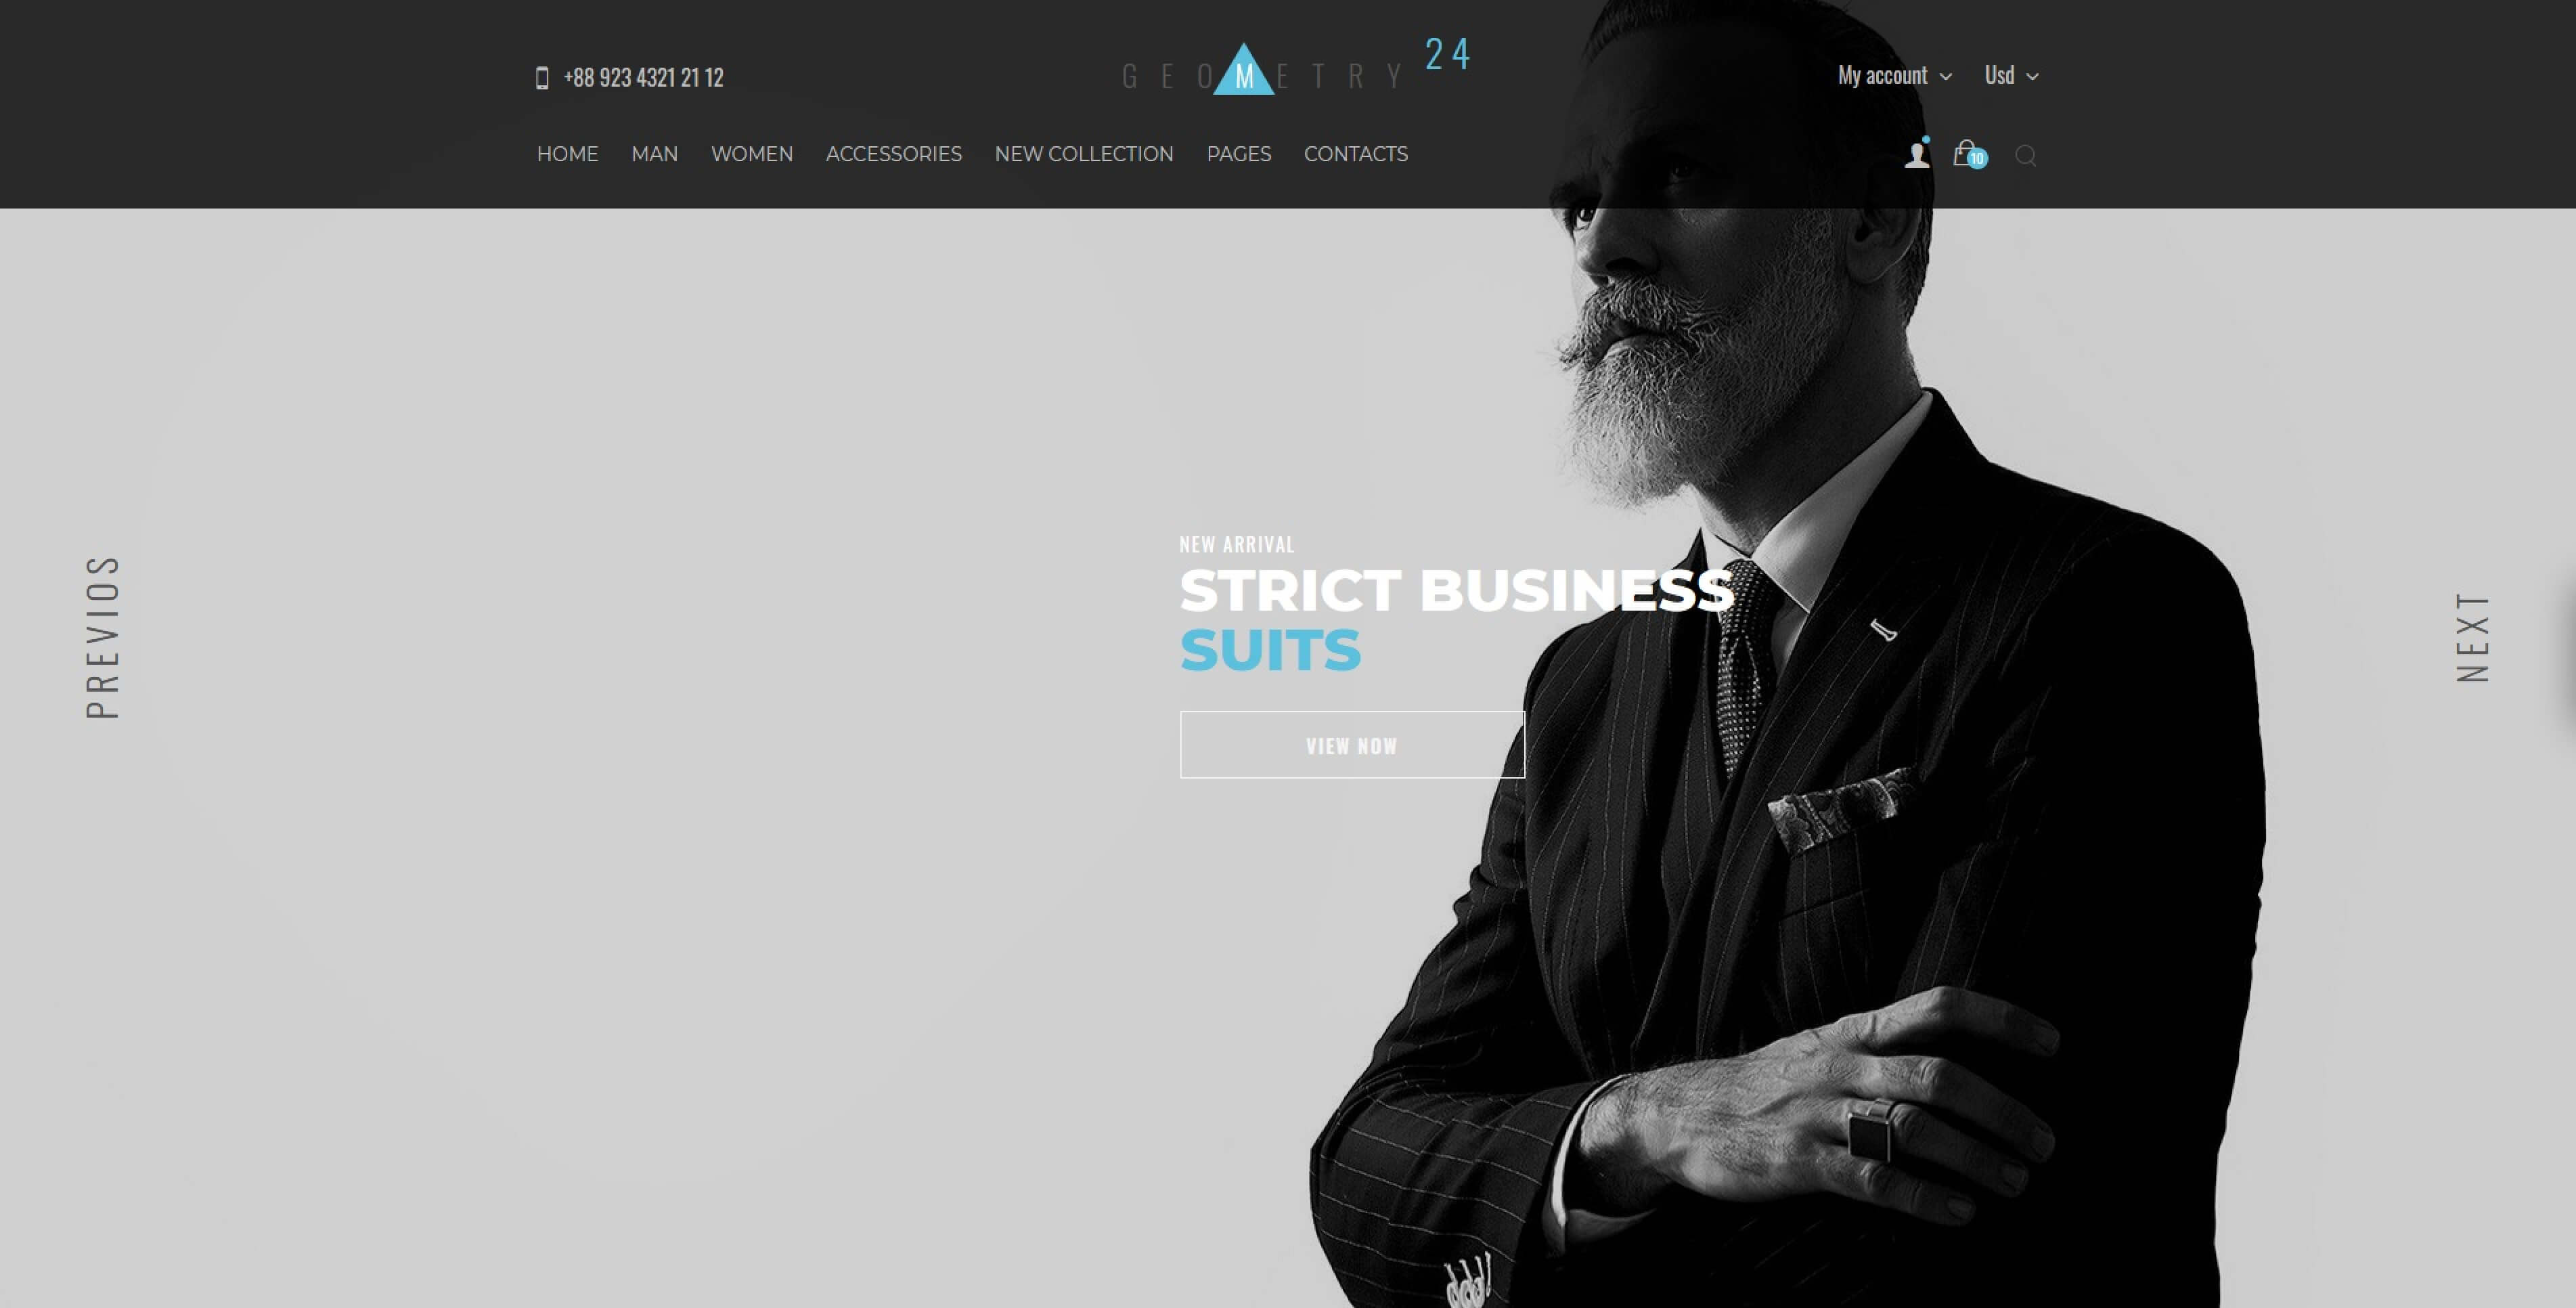 +88 923 4321 21 12
GEOMETRY 24
My account
Usd
HOME MAN WOMEN ACCESSORIES NEW COLLECTION PAGES CONTACTS
10
PREVIOS
NEW ARRIVAL
STRICT BUSINESS
SUITS
VIEW NOW
NEXT